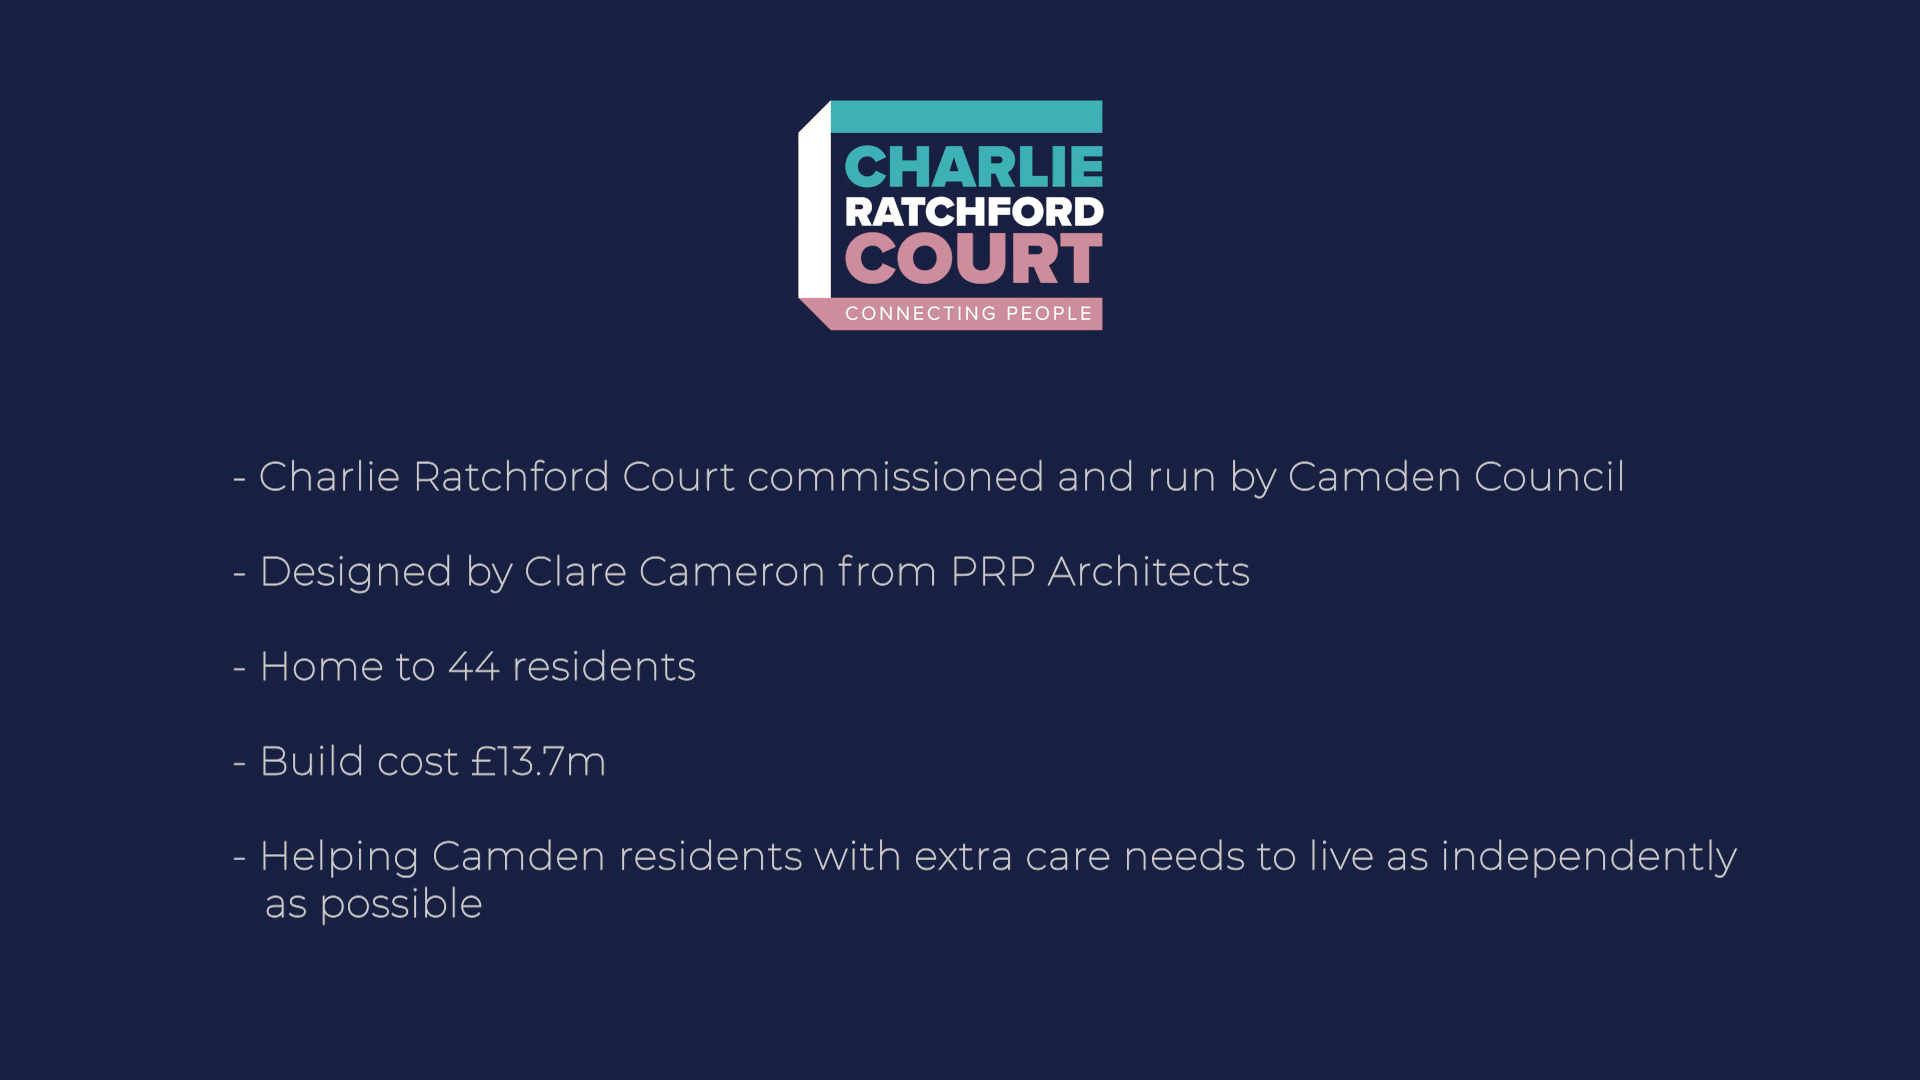 CHARLIE
RATCHFORD
COURT
CONNECTING PEOPLE
- Charlie Ratchford Court commissioned and run by Camden Council
- Designed by Clare Cameron from PRP Architects
- Home to 44 residents
- Build cost £13.7m
- Helping Camden residents with extra care needs to live as independently
as possible